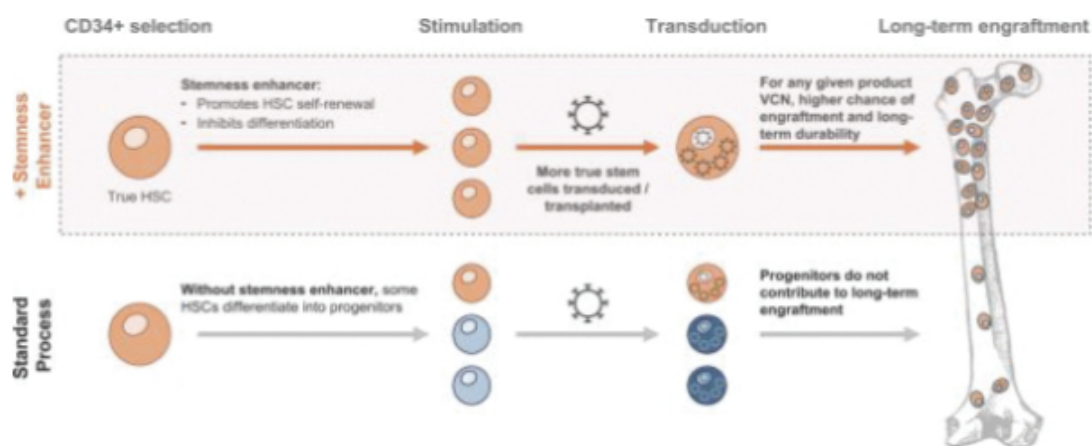 CD34+ selection
Stimulation
Transduction
Long-term engraftment
+ Stemness
Enhancer
Stemness enhancer:
• Promotes HSC self-renewal
• Inhibits differentiation
True HSC
More true stem
cells transduced /
transplanted
For any given product
VCN, higher chance of
engraftment and long-
term durability
Standard
Process
Without stemness enhancer, some
HSCs differentiate into progenitors
Progenitors do not
contribute to long-term
engraftment